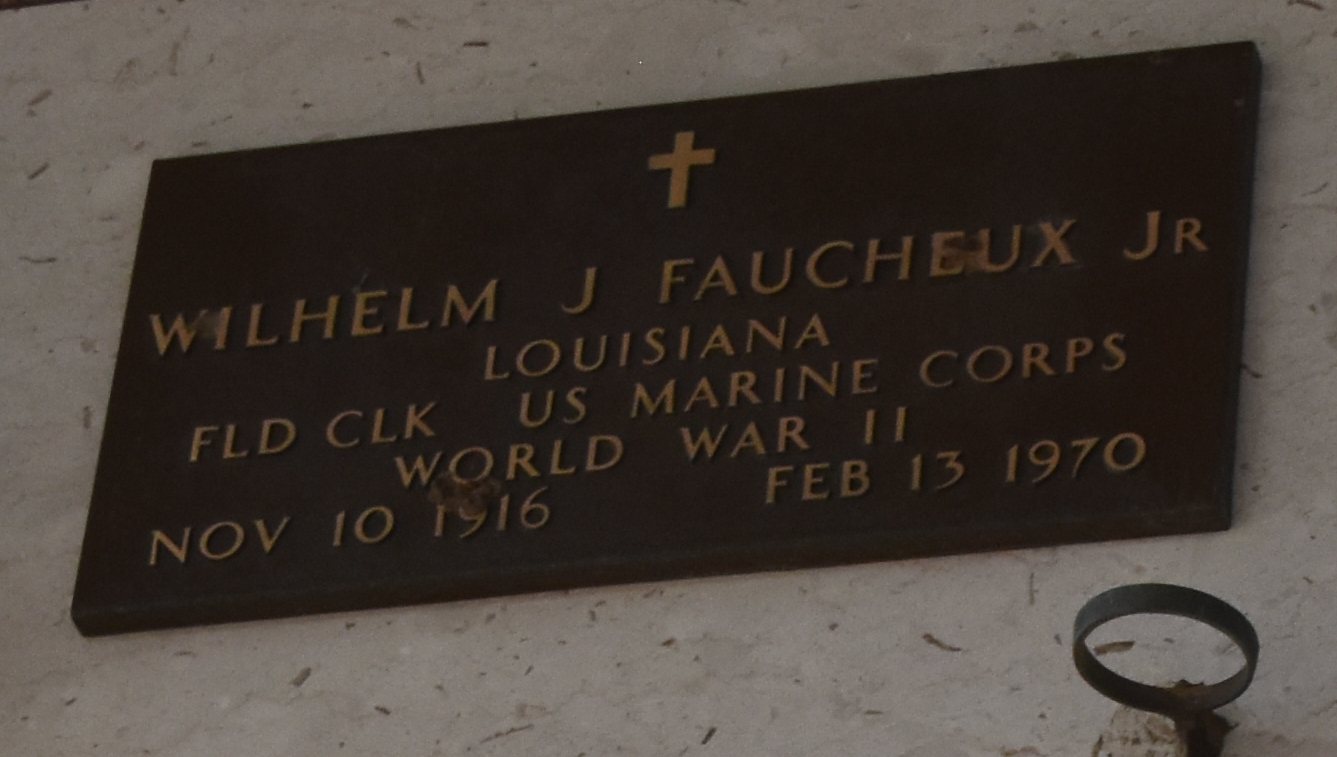 WILHELM J FAUCHEUX JR
LOUISIANA
FLD CLK US MARINE CORPS
WORLD WAR II
NOV 10 1916 FEB 13 1970